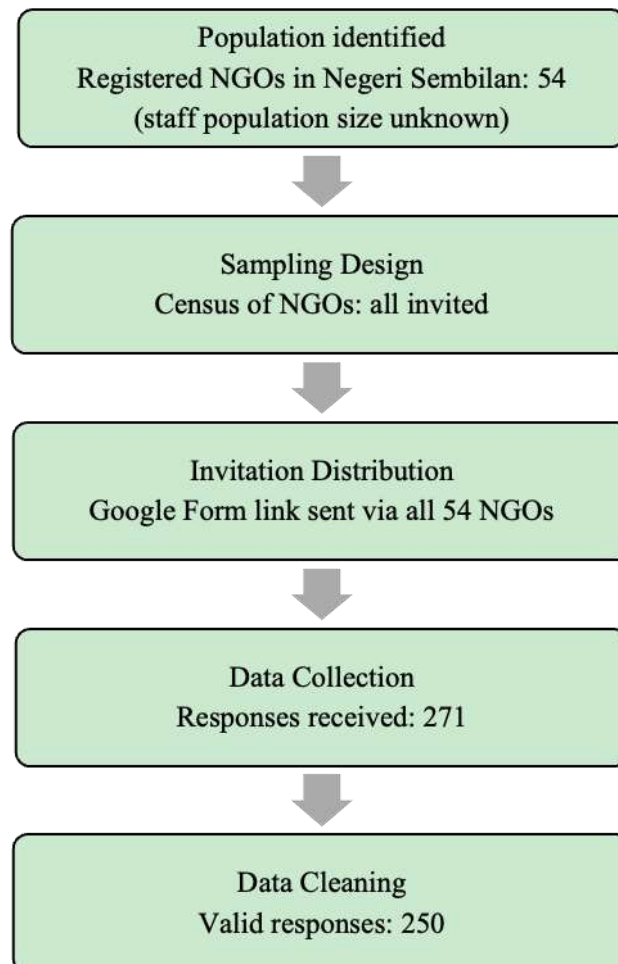 Population identified
Registered NGOs in Negeri Sembilan: 54
(staff population size unknown)
Sampling Design
Census of NGOs: all invited
Invitation Distribution
Google Form link sent via all 54 NGOs
Data Collection
Responses received: 271
Data Cleaning
Valid responses: 250